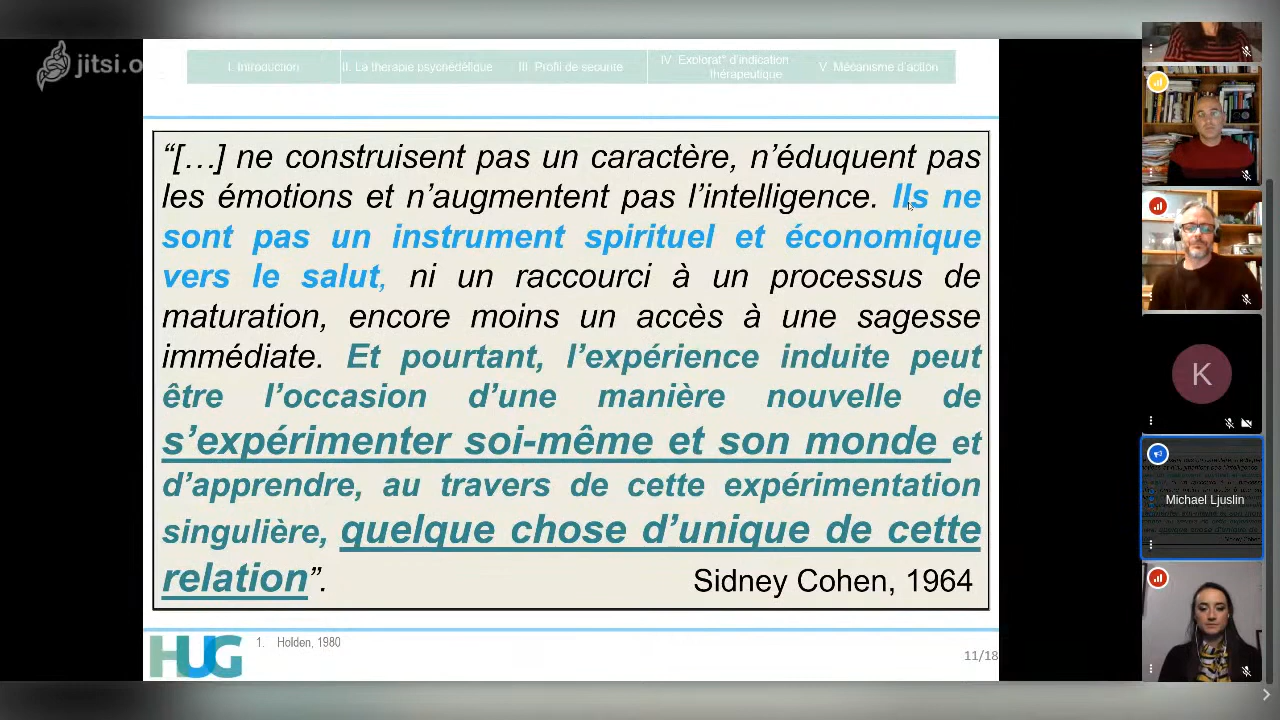 jitsi.o
I. Introduction
II. La thérapie psychédélique
III. Profil de sécurité
IV Explorat° d'indication thérapeutique
V. Mécanisme d'action
“[…] ne construisent pas un caractère, n’éduquent pas
les émotions et n’augmentent pas l’intelligence. Ils ne
sont pas un instrument spirituel et économique
vers le salut, ni un raccourci à un processus de
maturation, encore moins un accès à une sagesse
immédiate. Et pourtant, l’expérience induite peut
être l’occasion d’une manière nouvelle de
s’expérimenter soi-même et son monde et
d’apprendre, au travers de cette expérimentation
singulière, quelque chose d’unique de cette
relation”.
Sidney Cohen, 1964
HUG
1. Holden, 1980
11/18
K
Michael Ljuslin